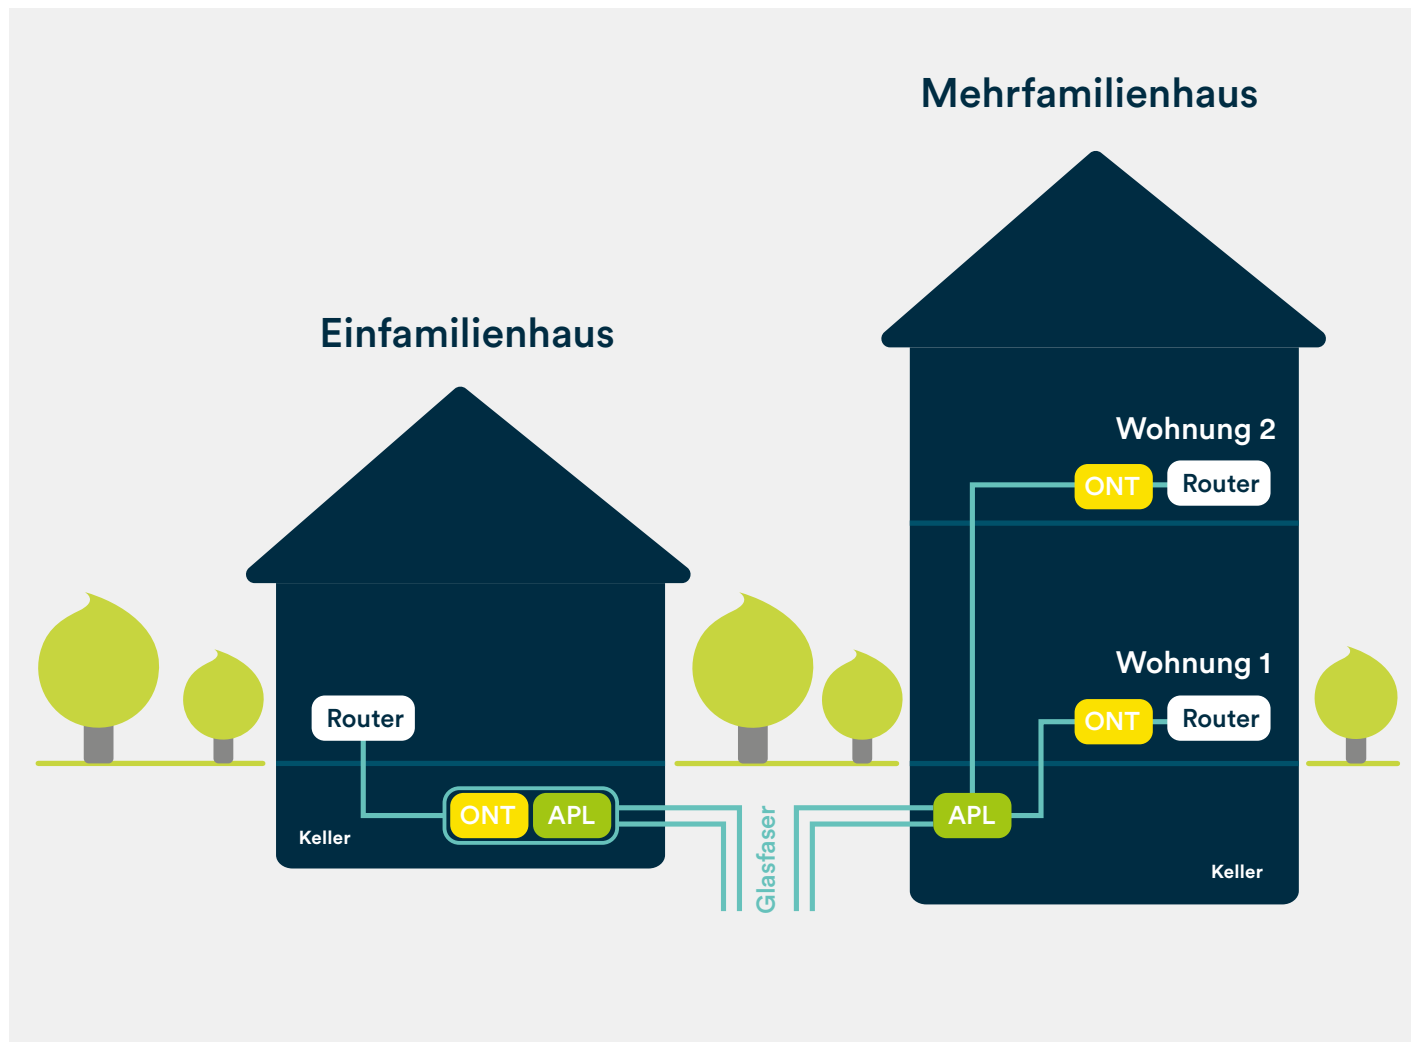 Mehrfamilienhaus
Einfamilienhaus
Wohnung 2
ONT
Router
Wohnung 1
ONT
Router
Router
ONT
APL
Keller
Glasfaser
APL
Keller